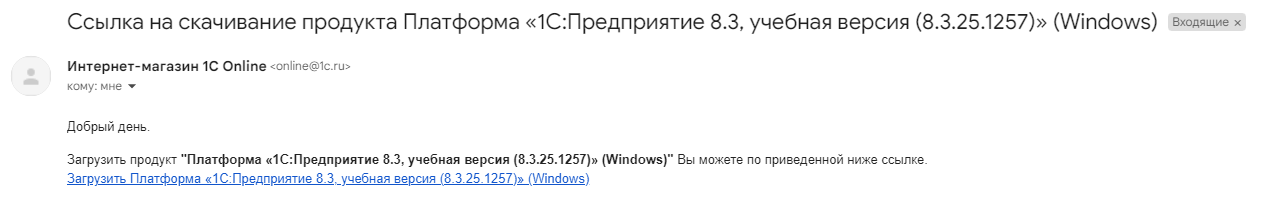 Ссылка на скачивание продукта Платформа «1С:Предприятие 8.3, учебная версия (8.3.25.1257)» (Windows) Входящие ×
Интернет-магазин 1С Online <online@1c.ru>
кому: мне
Добрый день.
Загрузить продукт "Платформа «1С:Предприятие 8.3, учебная версия (8.3.25.1257)» (Windows)" Вы можете по приведенной ниже ссылке.
Загрузить Платформа «1С:Предприятие 8.3, учебная версия (8.3.25.1257)» (Windows)